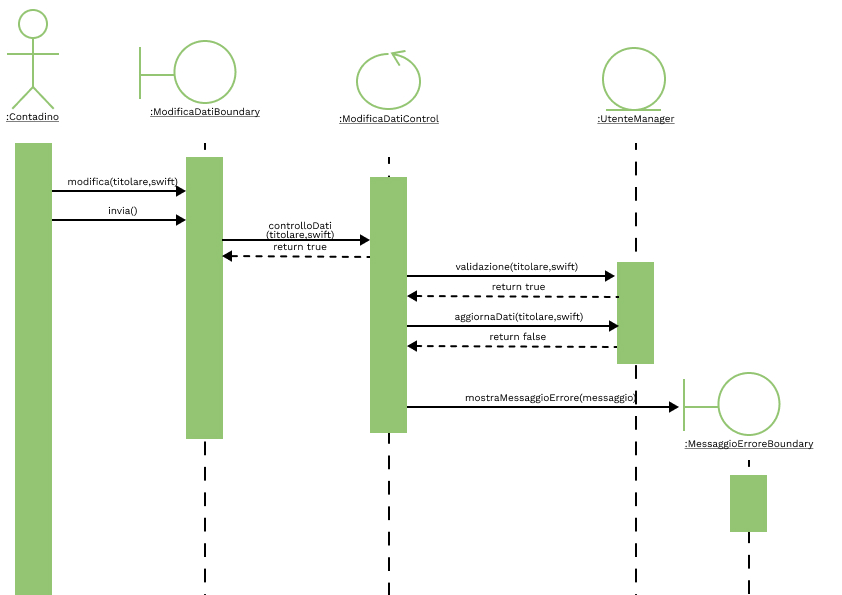 :Contadino
:ModificaDatiBoundary
:ModificaDatiControl
:UtenteManager
modifica(titolare,swift)
invia()
controlloDati
(titolare,swift)
return true
validazione(titolare,swift)
return true
aggiornaDati(titolare,swift)
return false
mostraMessaggioErrore(messaggio)
:MessaggioErroreBoundary